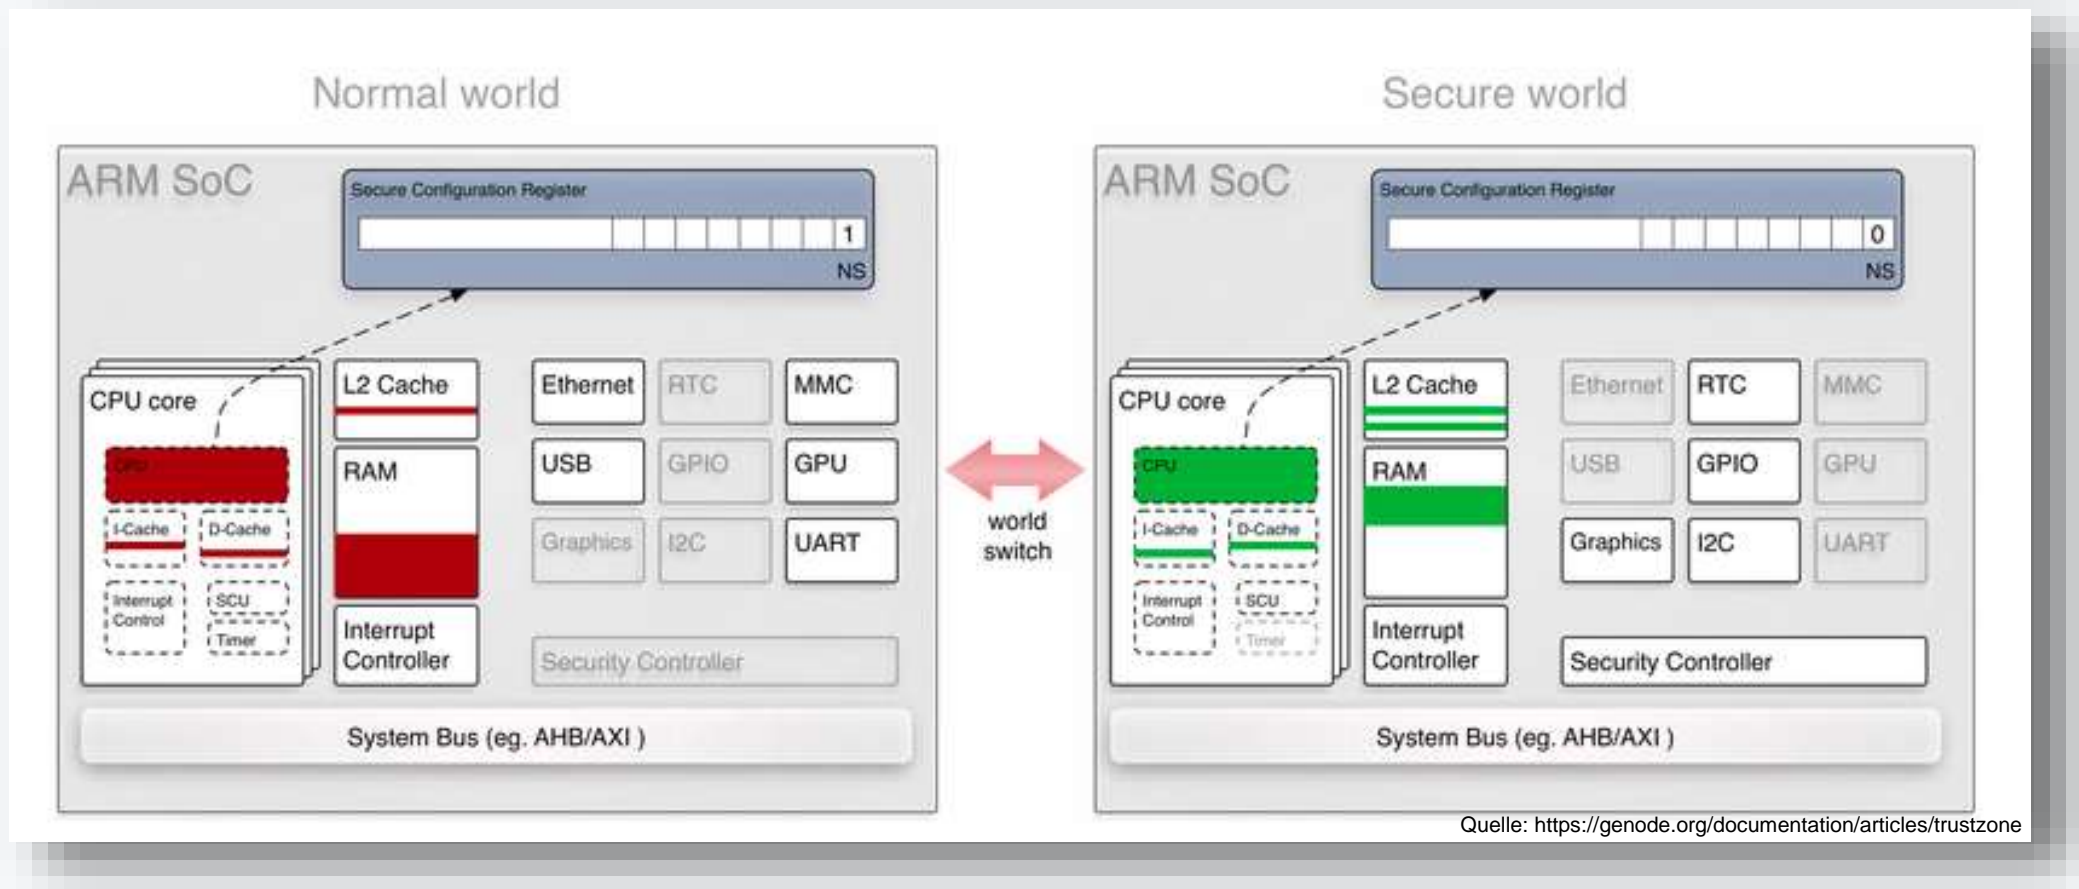 Normal world
Secure world
ARM SoC
Secure Configuration Register
1
NS
CPU core
CPU
I-Cache
D-Cache
Interrupt
Control
SCU
Timer
L2 Cache
RAM
Interrupt
Controller
Ethernet
RTC
MMC
USB
GPIO
GPU
Graphics
I2C
UART
Security Controller
System Bus (eg. AHB/AXI )
world
switch
ARM SoC
Secure Configuration Register
0
NS
CPU core
CPU
I-Cache
D-Cache
Interrupt
Control
SCU
Timer
L2 Cache
RAM
Interrupt
Controller
Ethernet
RTC
MMC
USB
GPIO
GPU
Graphics
I2C
UART
Security Controller
System Bus (eg. AHB/AXI )
Quelle: https://genode.org/documentation/articles/trustzone